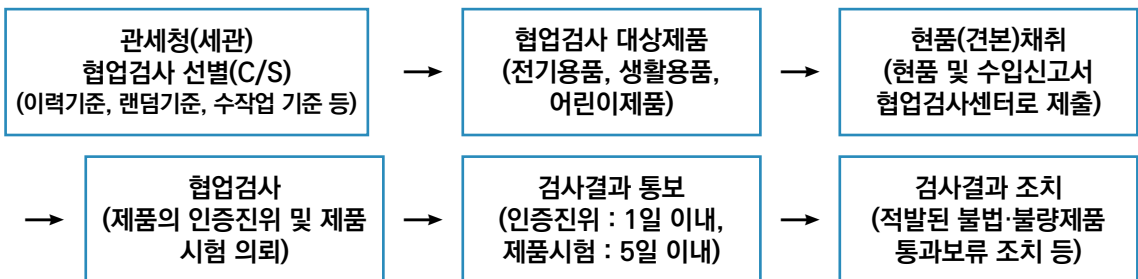 관세청(세관)
협업검사 선별(C/S)
(이력기준, 랜덤기준, 수작업 기준 등)
→
협업검사 대상제품
(전기용품, 생활용품,
어린이제품)
→
현품(견본)채취
(현품 및 수입신고서
협업검사센터로 제출)
→
협업검사
(제품의 인증진위 및 제품
시험 의뢰)
→
검사결과 통보
(인증진위 : 1일 이내,
제품시험 : 5일 이내)
→
검사결과 조치
(적발된 불법·불량제품
통과보류 조치 등)